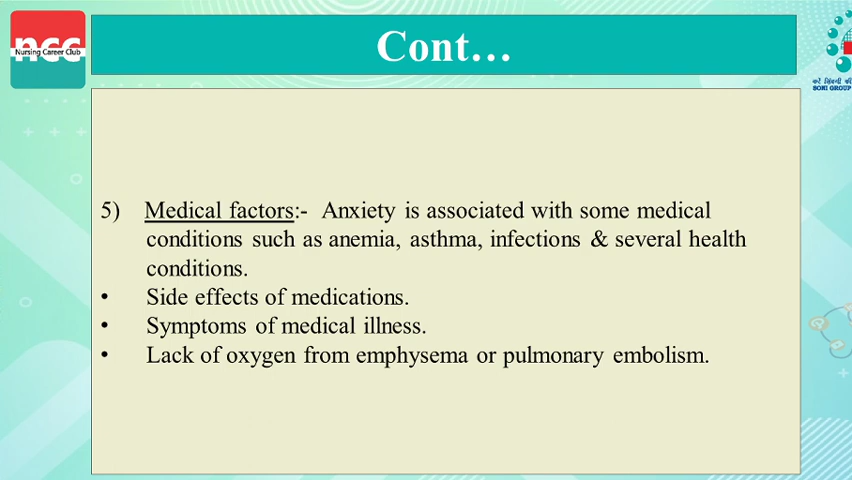 ncc
Nursing Career Club
Cont…
SONI GROUP
5) Medical factors:- Anxiety is associated with some medical
conditions such as anemia, asthma, infections & several health
conditions.
• Side effects of medications.
• Symptoms of medical illness.
• Lack of oxygen from emphysema or pulmonary embolism.